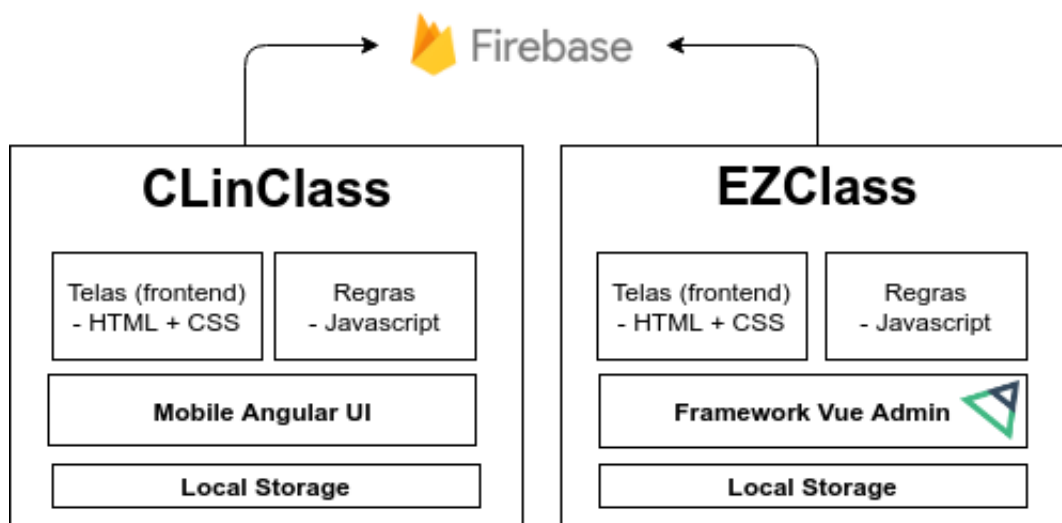 Firebase
CLinClass
Telas (frontend)
- HTML + CSS
Regras
- Javascript
Mobile Angular UI
Local Storage
EZClass
Telas (frontend)
- HTML + CSS
Regras
- Javascript
Framework Vue Admin
Local Storage